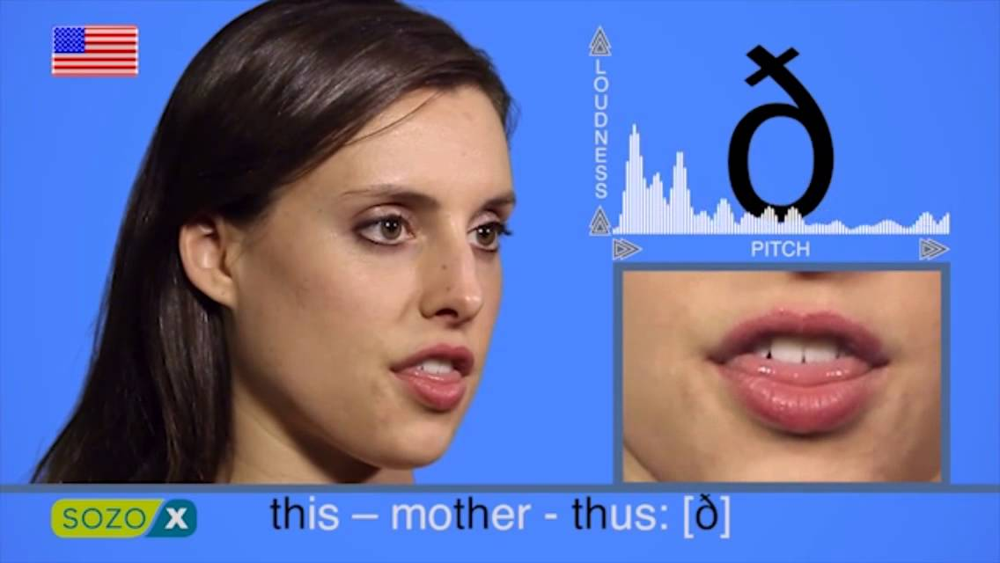 LOUDNESS
ð
PITCH
SOZO X
this – mother - thus: [ð]